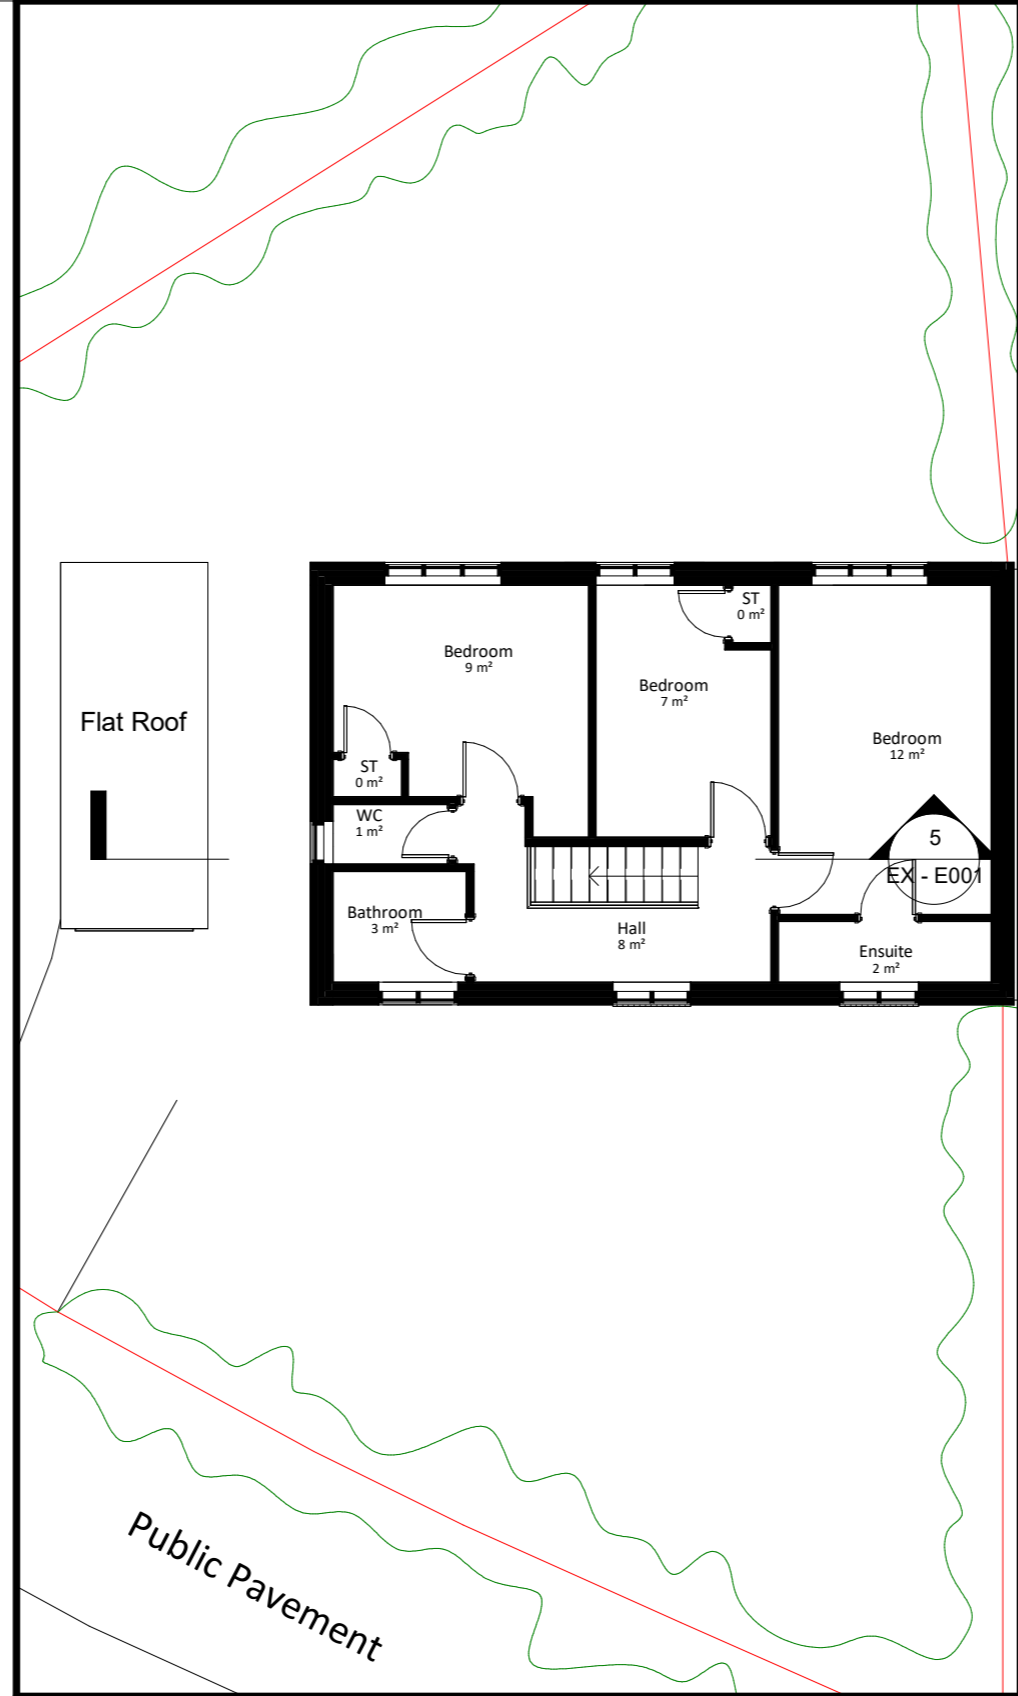 ST
0 m²
Bedroom
9 m²
Bedroom
7 m²
Flat Roof
Bedroom
12 m²
ST
0 m²
WC
1 m²
5
EX - E001
Bathroom
3 m²
Hall
8 m²
Ensuite
2 m²
Public Pavement